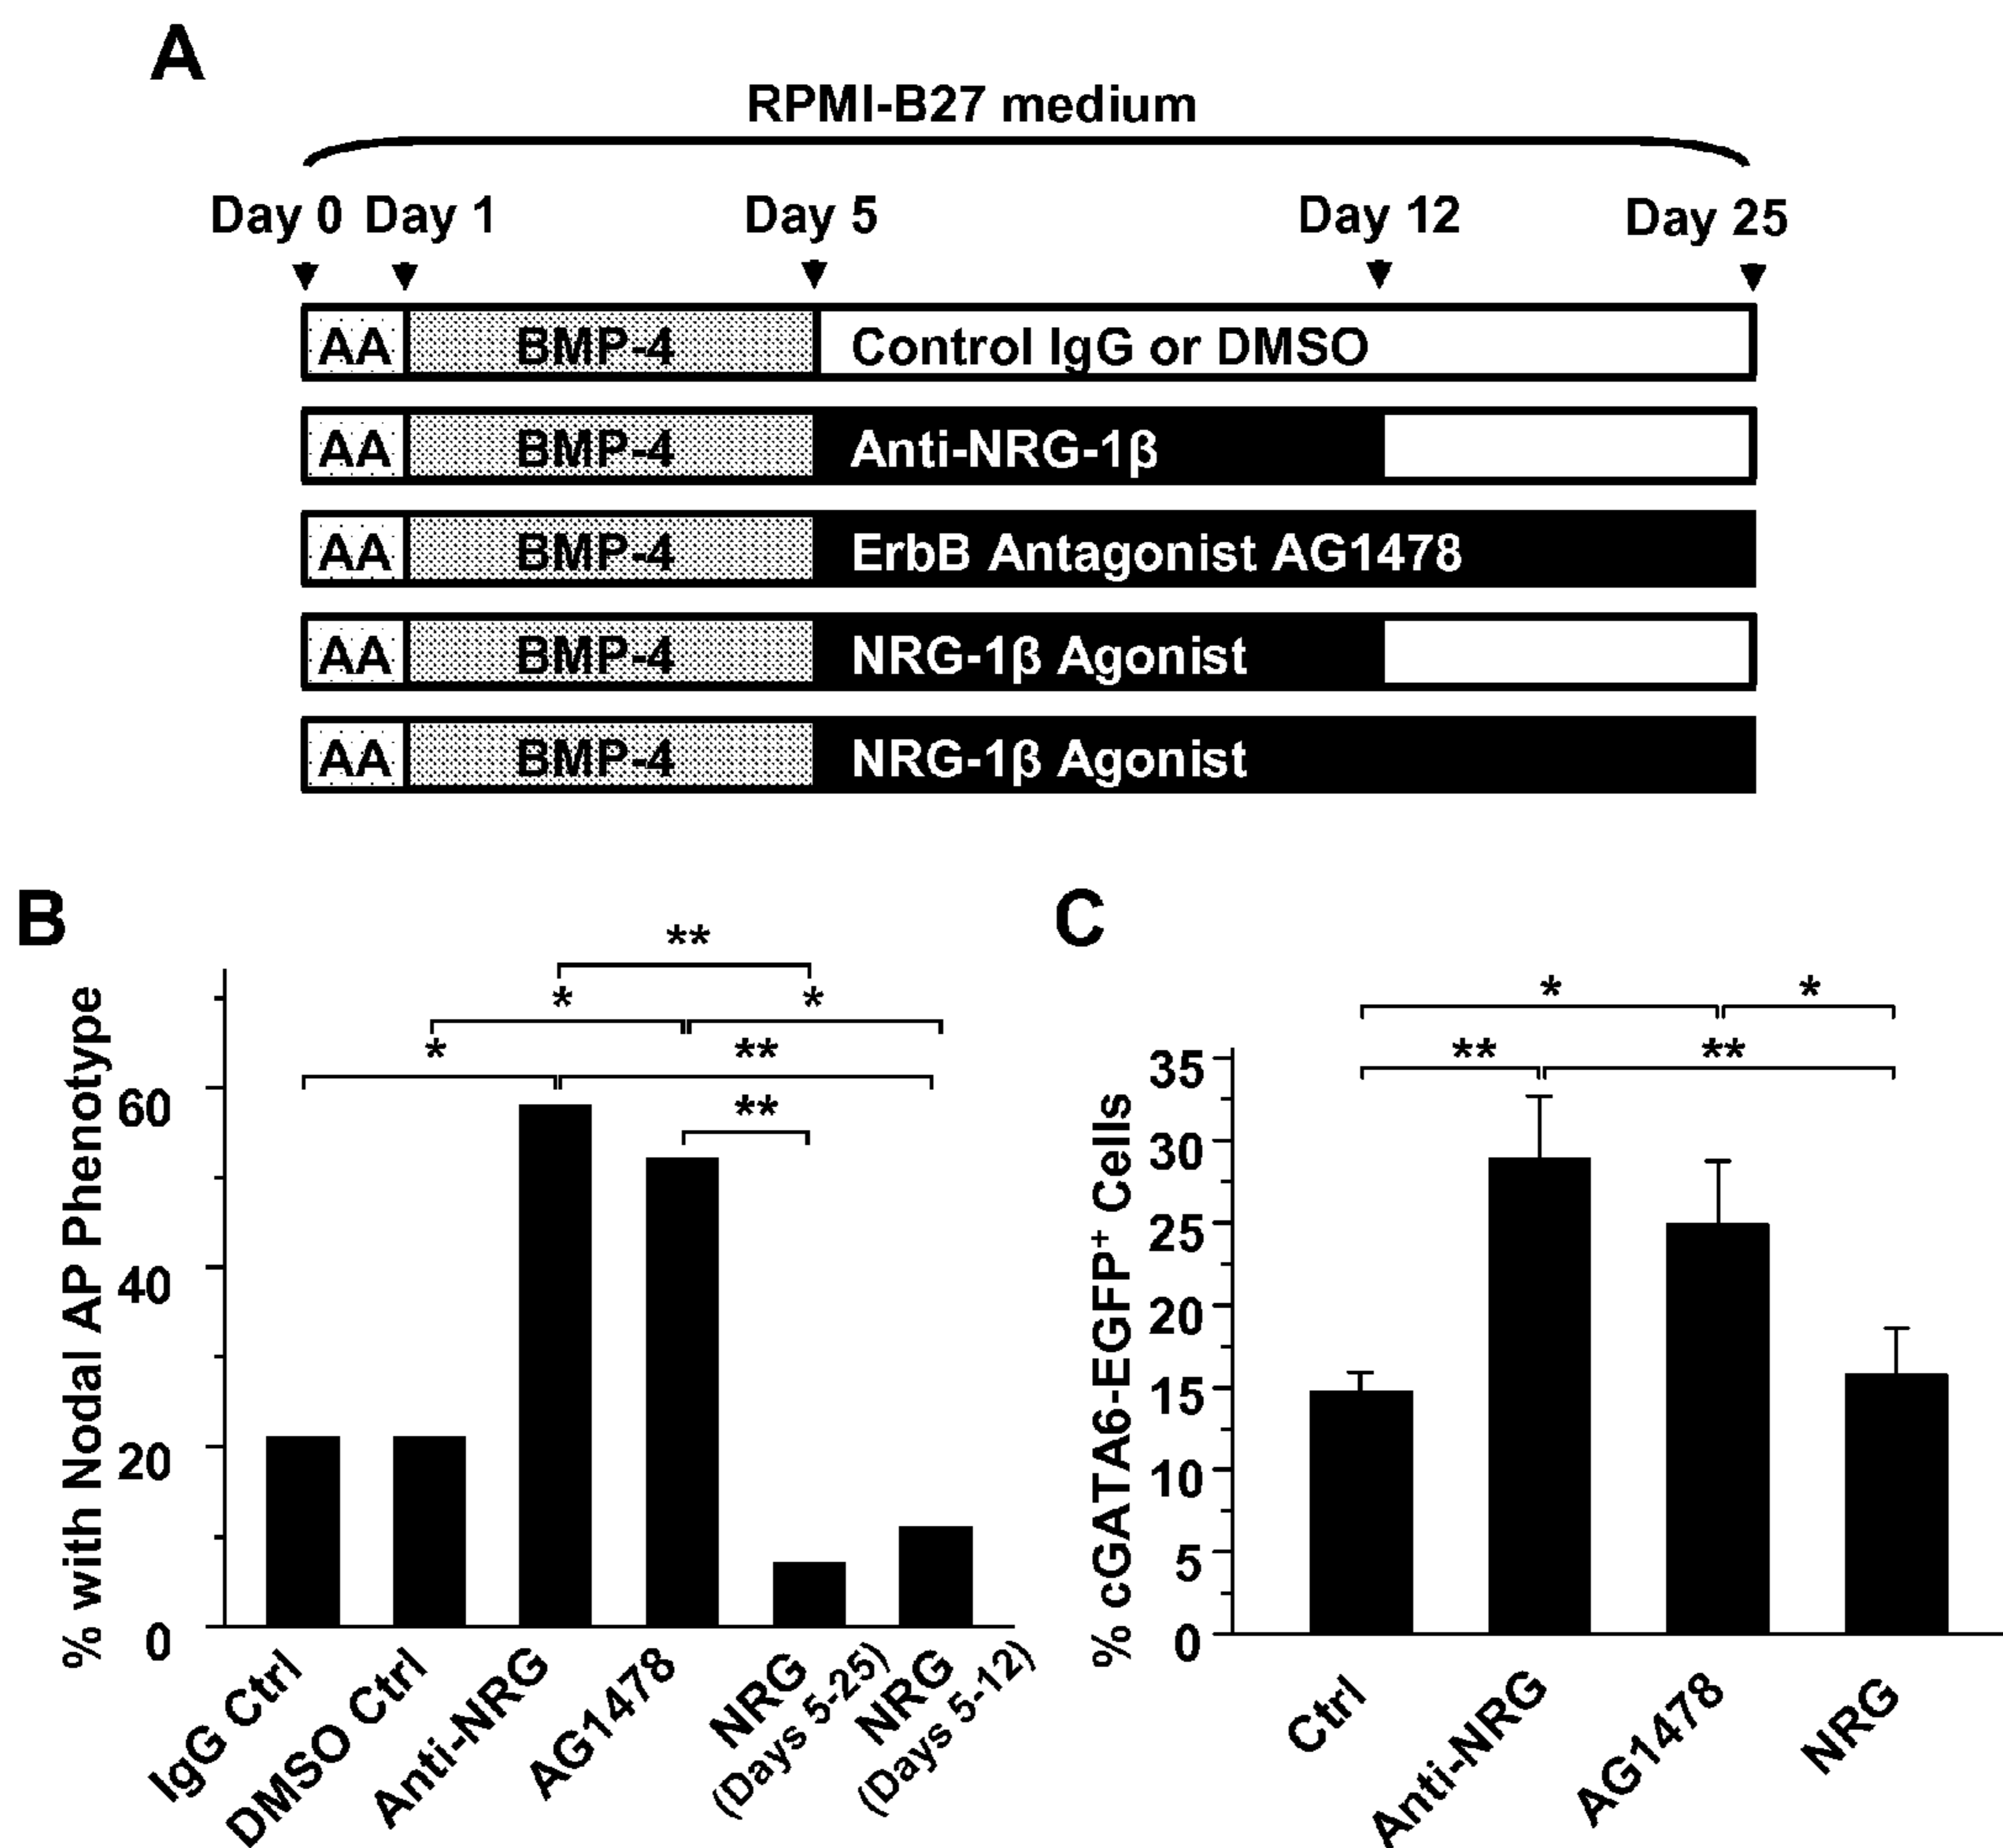 A
RPMI-B27 medium
Day 0 Day 1 Day 5 Day 12 Day 25
AA BMP-4 Control IgG or DMSO
AA BMP-4 Anti-NRG-1β
AA BMP-4 ErbB Antagonist AG1478
AA BMP-4 NRG-1β Agonist
AA BMP-4 NRG-1β Agonist
B
% with Nodal AP Phenotype
60
40
20
0
**
* *
* **
**
IgG Ctrl
DMSO Ctrl
Anti-NRG
AG1478
NRG
(Days 5-25)
NRG
(Days 5-12)
C
% cGATA6-EGFP⁺ Cells
35
30
25
20
15
10
5
0
* *
** **
Ctrl
Anti-NRG
AG1478
NRG